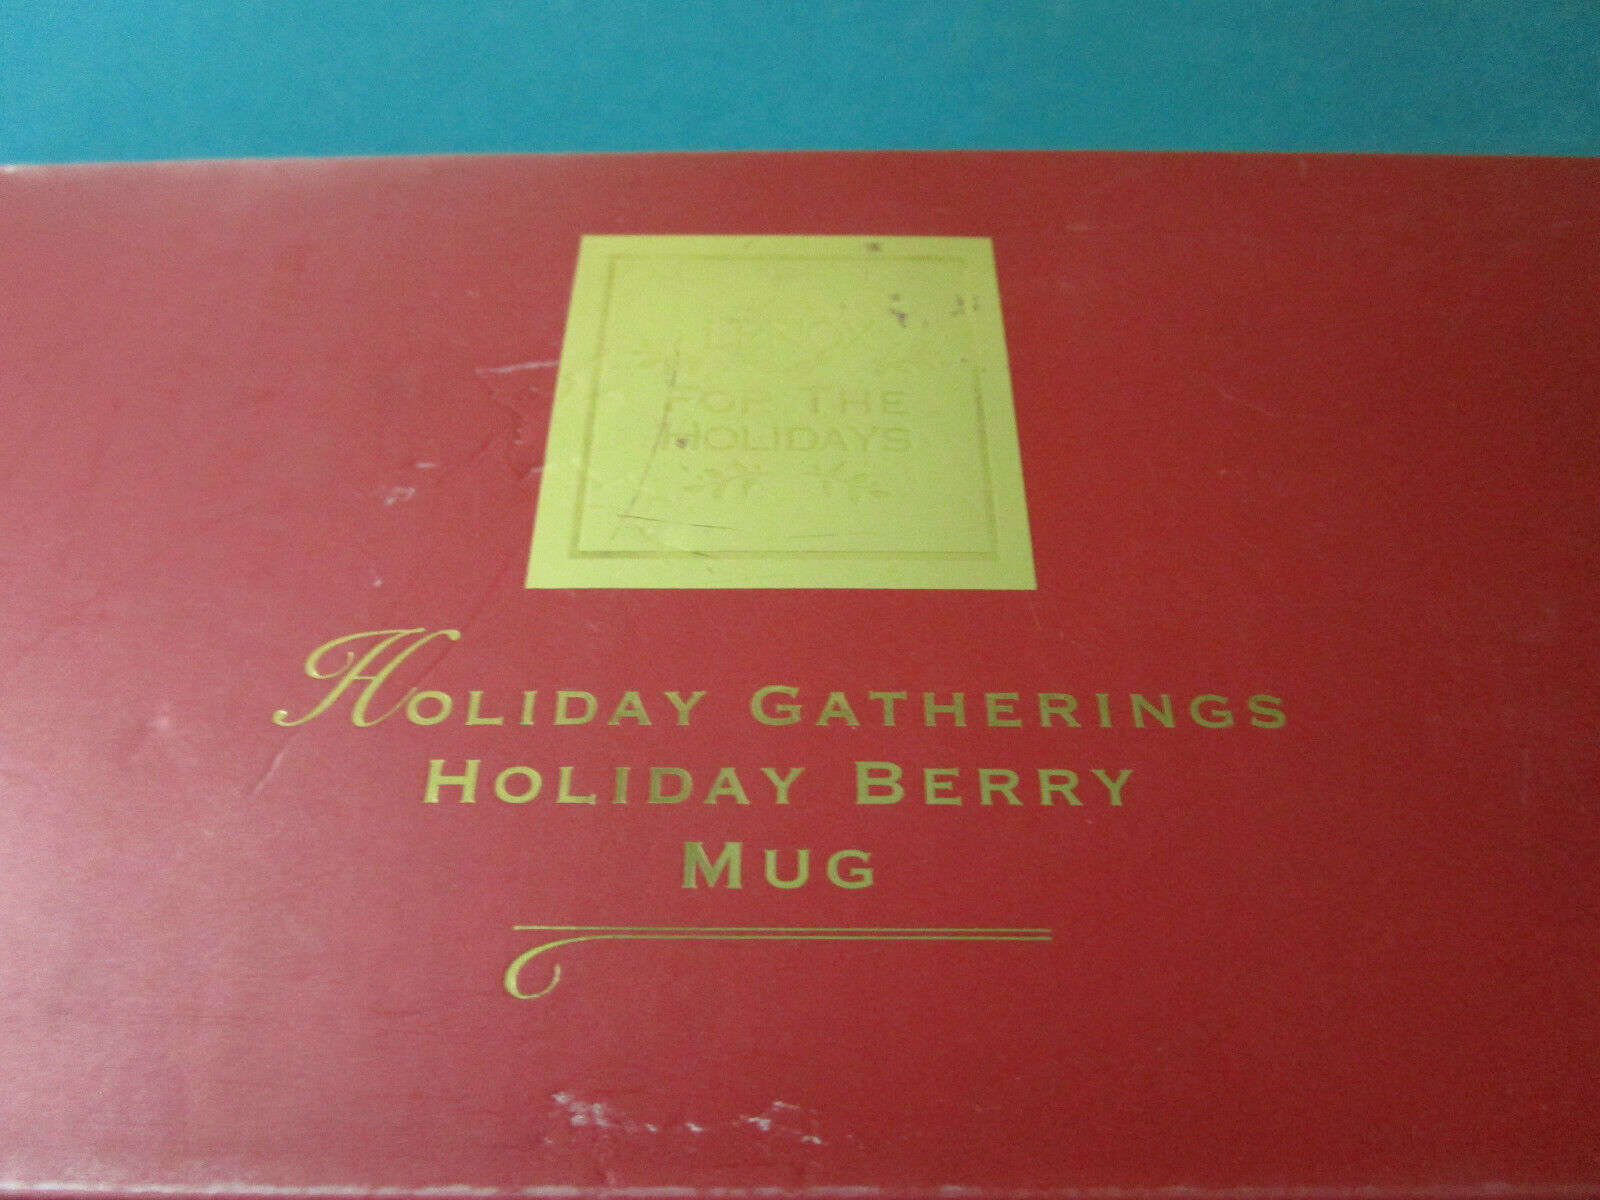 LENOX
FOR THE
HOLIDAYS
HOLIDAY GATHERINGS
HOLIDAY BERRY
MUG